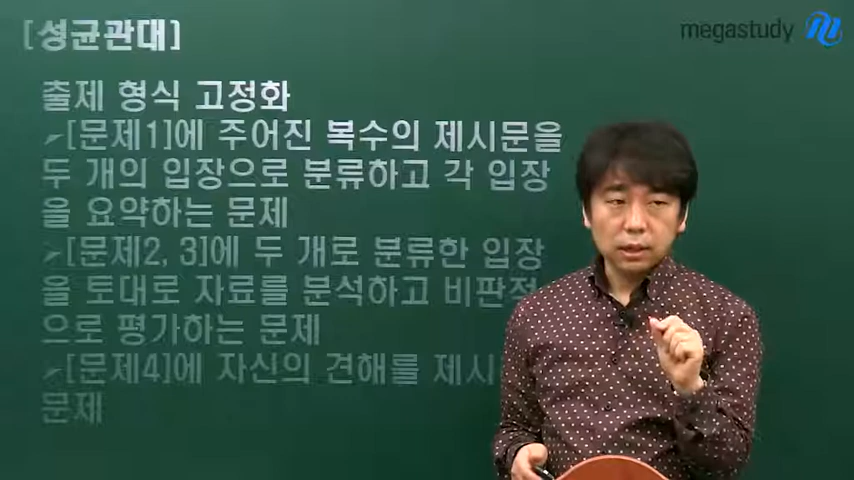 [성균관대]
megastudy
출제 형식 고정화
➢[문제1]에 주어진 복수의 제시문을
두 개의 입장으로 분류하고 각 입장
을 요약하는 문제
➢[문제2, 3]에 두 개로 분류한 입장
을 토대로 자료를 분석하고 비판적
으로 평가하는 문제
➢[문제4]에 자신의 견해를 제시
문제